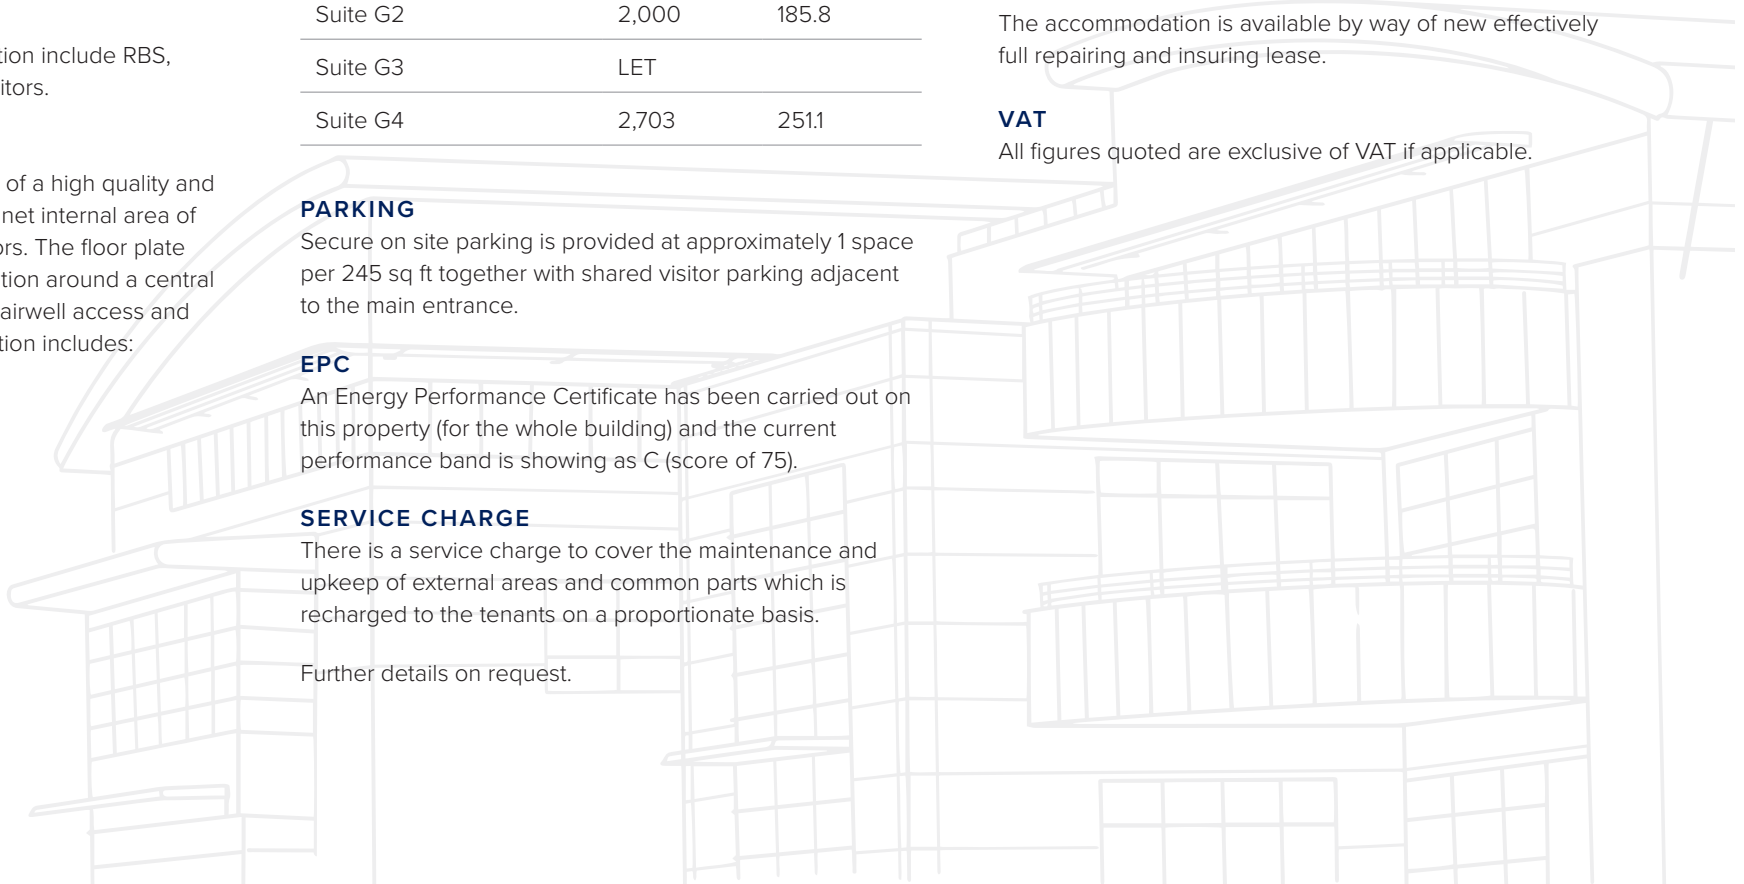 tion include RBS,
itors.
of a high quality and
net internal area of
ors. The floor plate
tion around a central
airwell access and
tion includes:
Suite G2 2,000 185.8
Suite G3 LET
Suite G4 2,703 251.1
PARKING
Secure on site parking is provided at approximately 1 space
per 245 sq ft together with shared visitor parking adjacent
to the main entrance.
EPC
An Energy Performance Certificate has been carried out on
this property (for the whole building) and the current
performance band is showing as C (score of 75).
SERVICE CHARGE
There is a service charge to cover the maintenance and
upkeep of external areas and common parts which is
recharged to the tenants on a proportionate basis.
Further details on request.
The accommodation is available by way of new effectively
full repairing and insuring lease.
VAT
All figures quoted are exclusive of VAT if applicable.